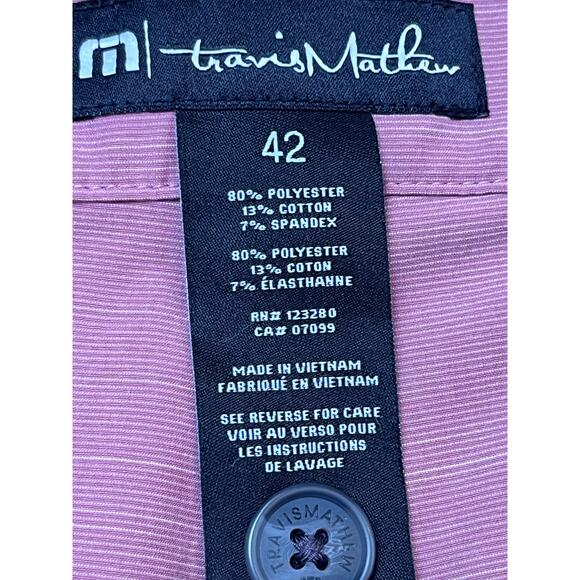 travisMathew
42
80% POLYESTER
13% COTTON
7% SPANDEX
80% POLYESTER
13% COTON
7% ÉLASTHANNE
RN# 123280
CA# 07099
MADE IN VIETNAM
FABRIQUÉ EN VIETNAM
SEE REVERSE FOR CARE
VOIR AU VERSO POUR
LES INSTRUCTIONS
DE LAVAGE
TRAVISMATHEW